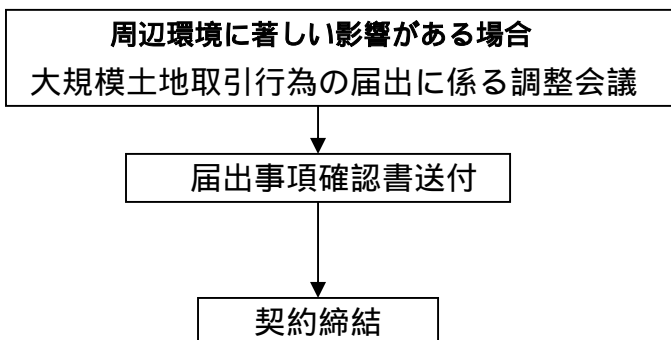 周辺環境に著しい影響がある場合
大規模土地取引行為の届出に係る調整会議
届出事項確認書送付
契約締結